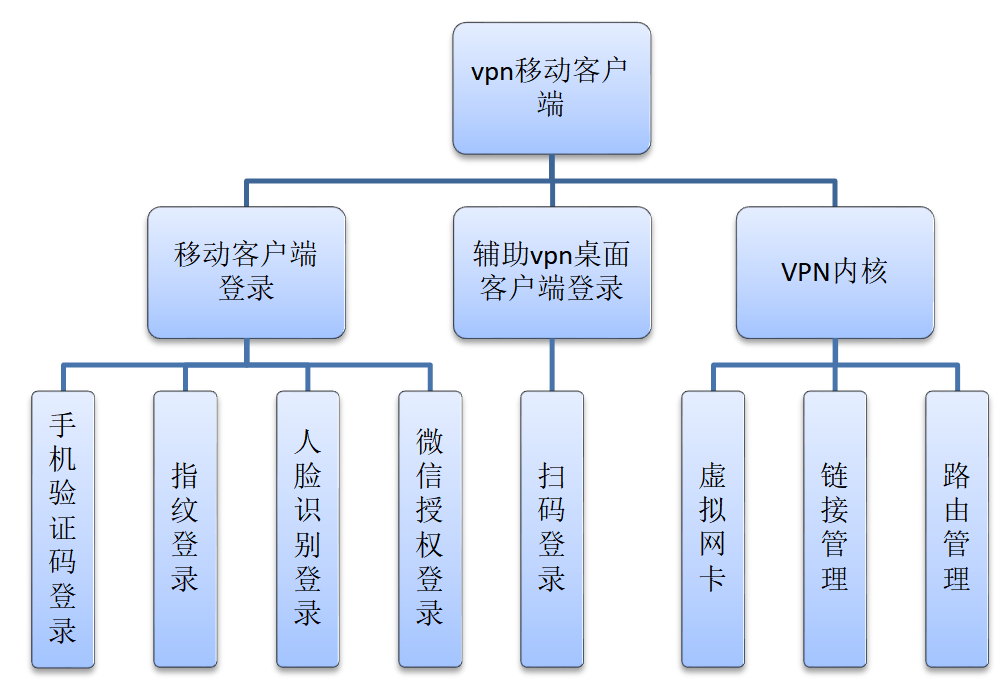 vpn移动客户
端
移动客户端
登录
辅助vpn桌面
客户端登录
VPN内核
手机验证码登录
指纹登录
人脸识别登录
微信授权登录
扫码登录
虚拟网卡
链接管理
路由管理